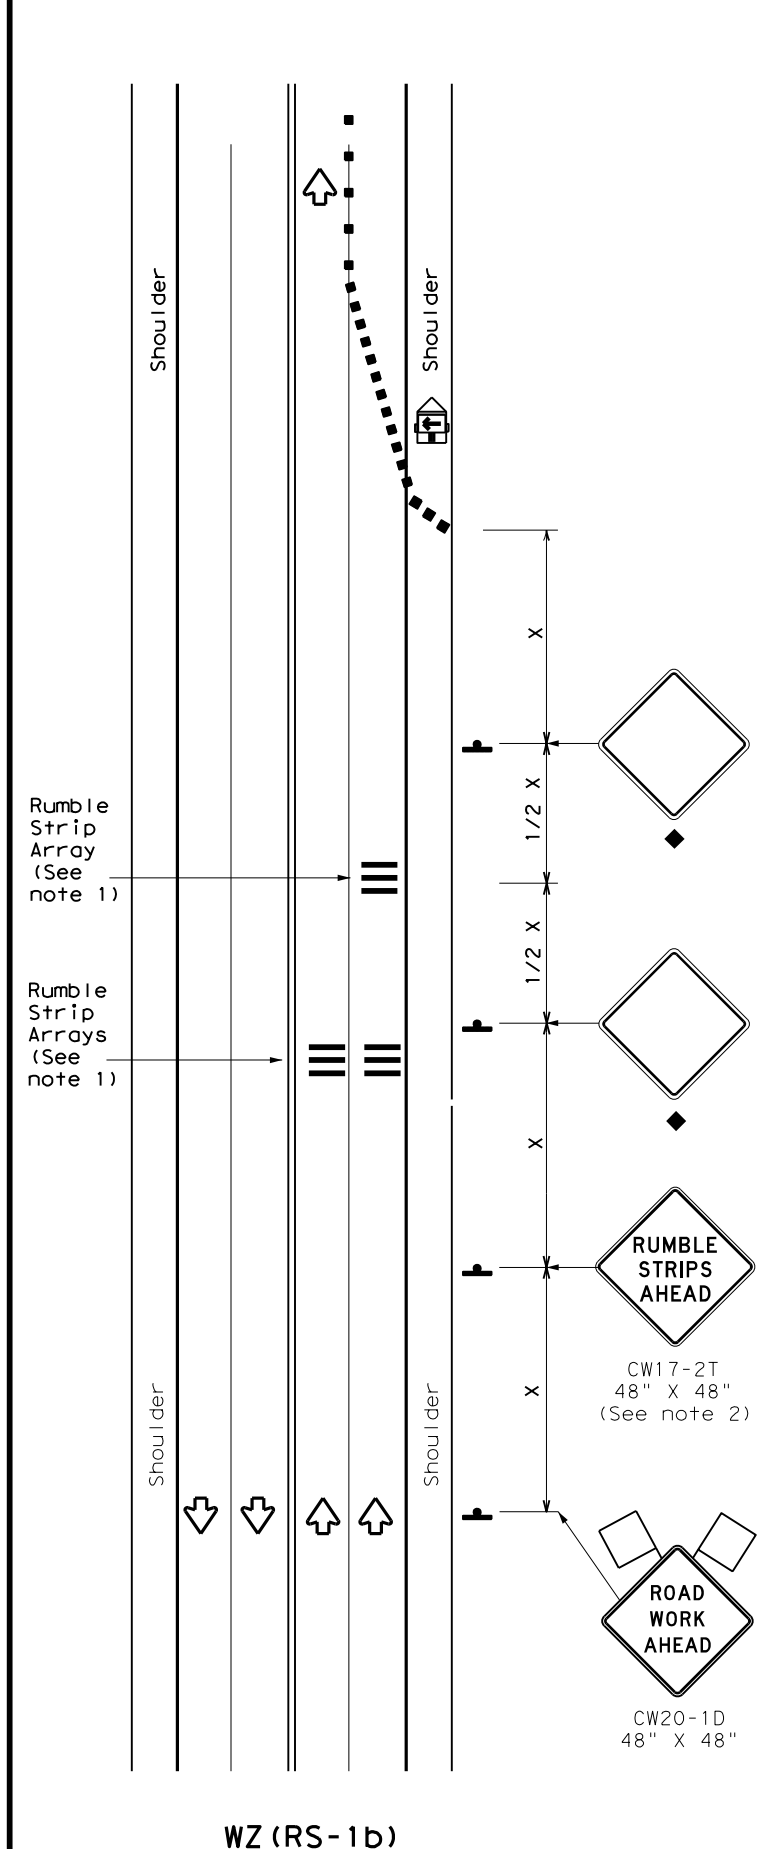 Shoulder
Shoulder
X
1/2 X
Rumble
Strip
Array
(See
note 1)
1/2 X
Rumble
Strip
Arrays
(See
note 1)
X
RUMBLE
STRIPS
AHEAD
CW17-2T
48" X 48"
(See note 2)
X
Shoulder
Shoulder
ROAD
WORK
AHEAD
CW20-1D
48" X 48"
WZ(RS-1b)